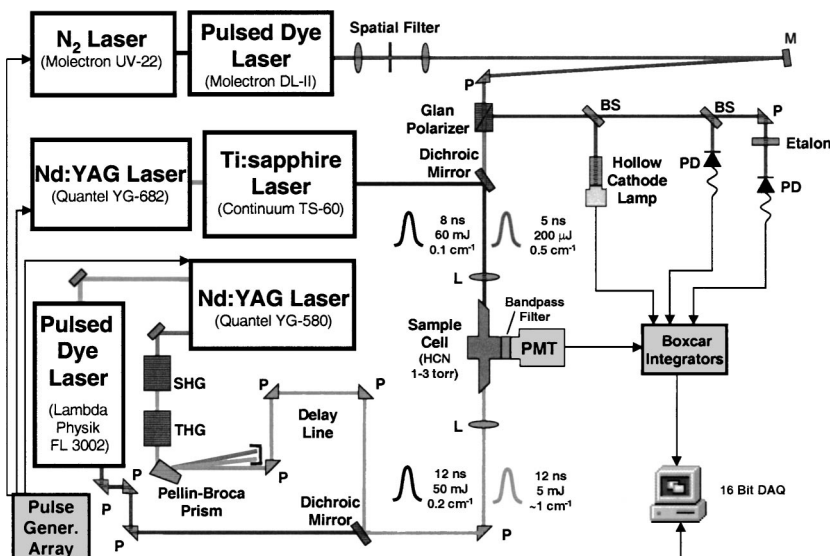 N₂ Laser
(Molectron UV-22)
Pulsed Dye
Laser
(Molectron DL-II)
Spatial Filter
M
P
Glan
Polarizer
BS
BS
P
Etalon
PD
PD
Hollow
Cathode
Lamp
Dichroic
Mirror
Nd:YAG Laser
(Quantel YG-682)
Ti:sapphire
Laser
(Continuum TS-60)
8 ns
60 mJ
0.1 cm⁻¹
5 ns
200 µJ
0.5 cm⁻¹
L
Nd:YAG Laser
(Quantel YG-580)
Pulsed
Dye
Laser
(Lambda
Physik
FL 3002)
SHG
THG
Pellin-Broca
Prism
P
P
P
Delay
Line
Sample
Cell
(HCN
1-3 torr)
Bandpass
Filter
PMT
Boxcar
Integrators
L
12 ns
50 mJ
0.2 cm⁻¹
12 ns
5 mJ
~1 cm⁻¹
16 Bit DAQ
P
P
P
Dichroic
Mirror
P
Pulse
Gener.
Array